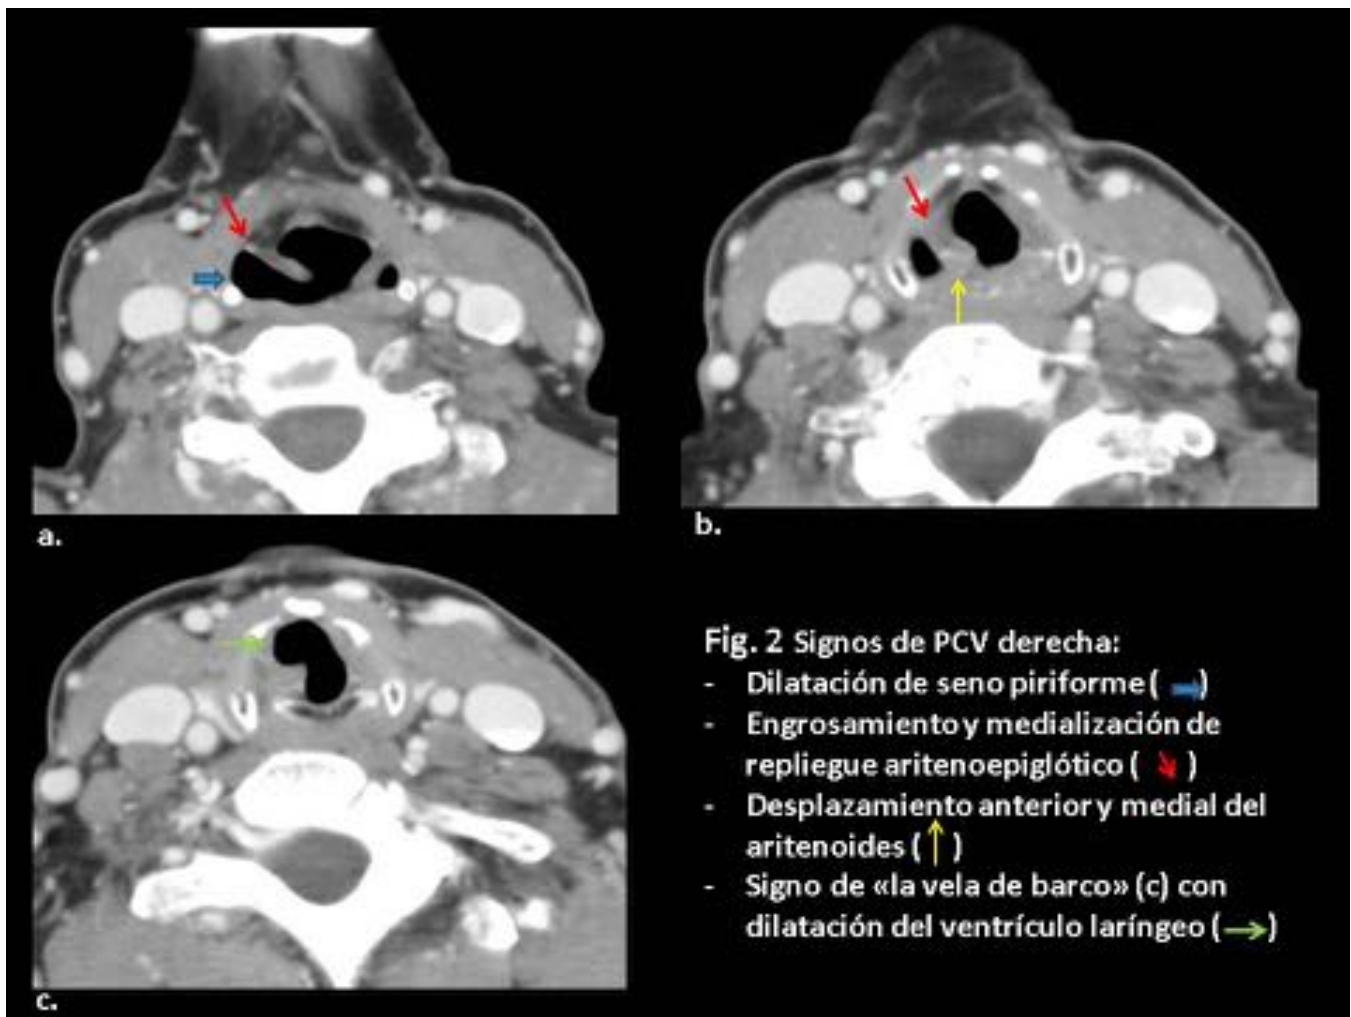 a.
b.
c.
Fig. 2 Signos de PCV derecha:
- Dilatación de seno piriforme ( )
- Engrosamiento y medialización de
repliegue aritenoepiglótico ( )
- Desplazamiento anterior y medial del
aritenoides ( )
- Signo de «la vela de barco» (c) con
dilatación del ventrículo laríngeo ( )